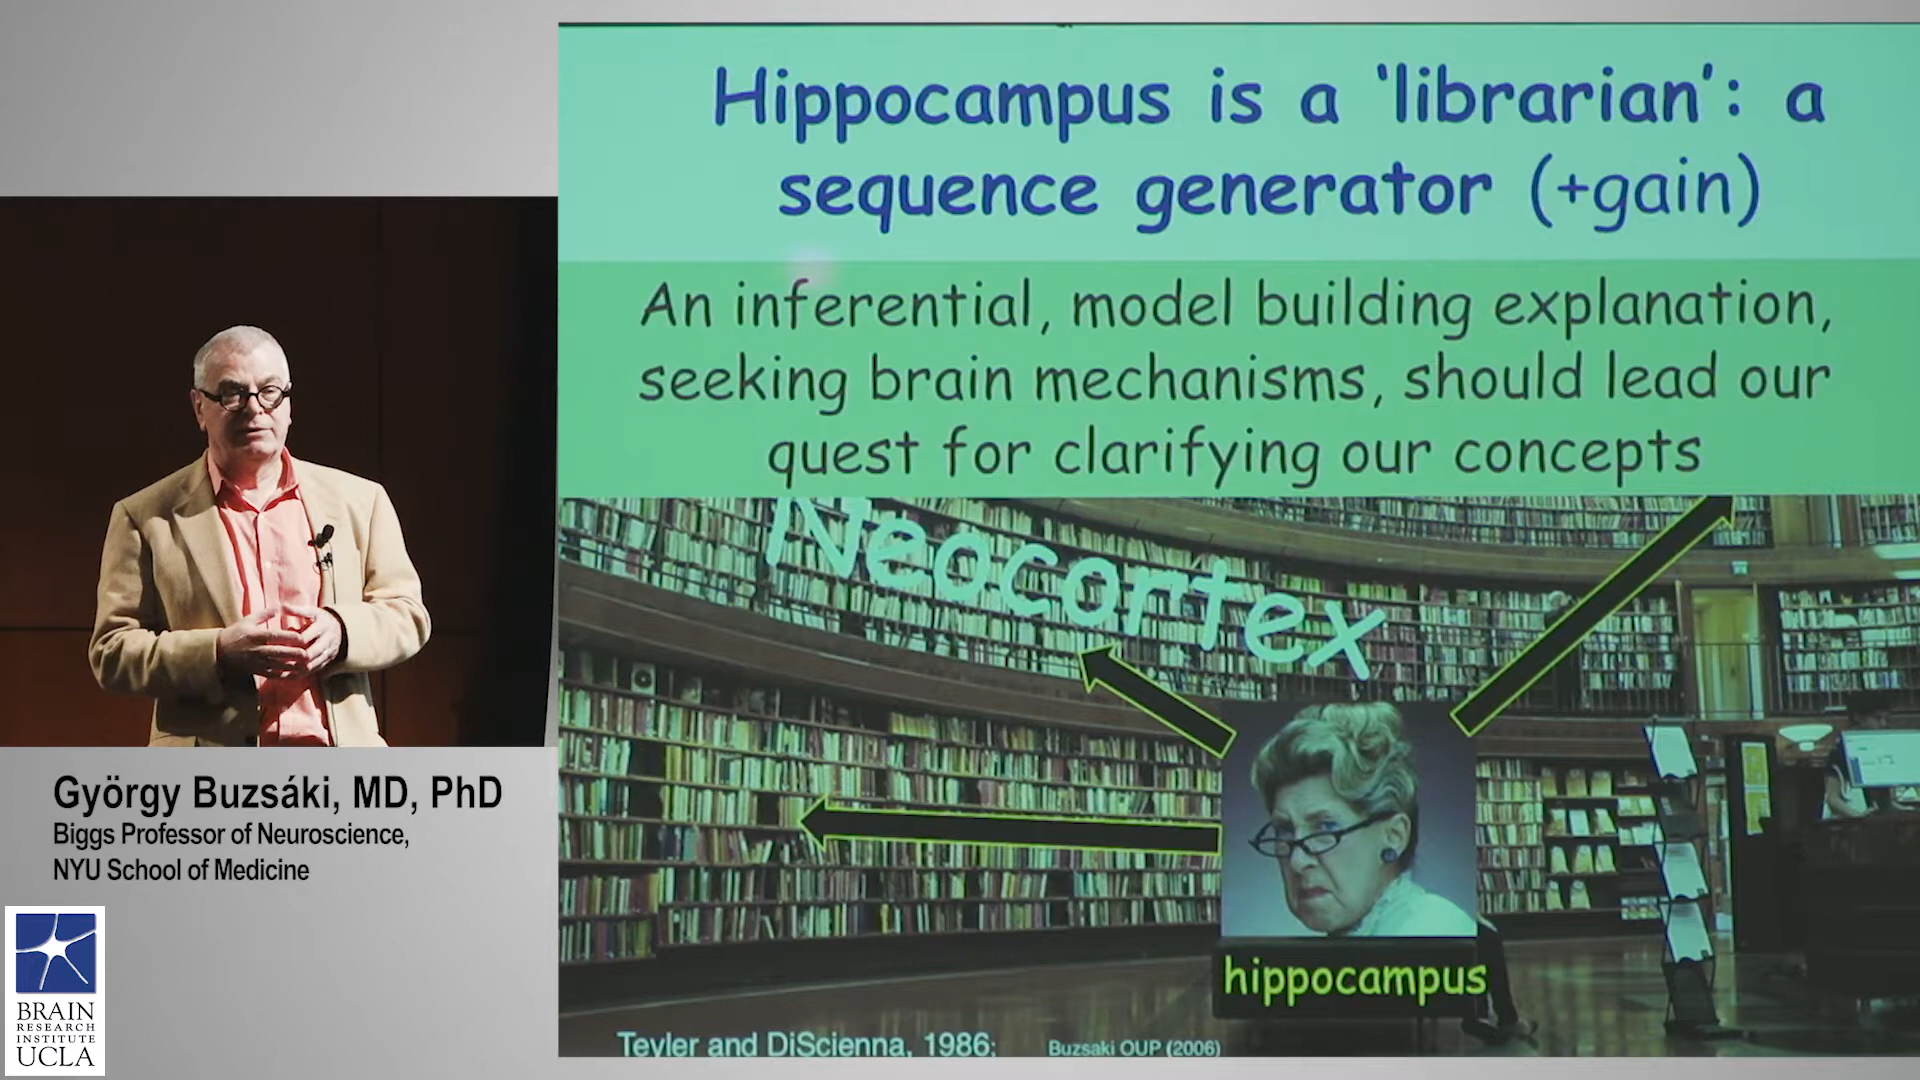 Hippocampus is a ‘librarian’: a
sequence generator (+gain)
An inferential, model building explanation,
seeking brain mechanisms, should lead our
quest for clarifying our concepts
Neocortex
hippocampus
Teyler and DiScienna, 1986;
Buzsaki OUP (2006)
György Buzsáki, MD, PhD
Biggs Professor of Neuroscience,
NYU School of Medicine
BRAIN
RESEARCH
INSTITUTE
UCLA